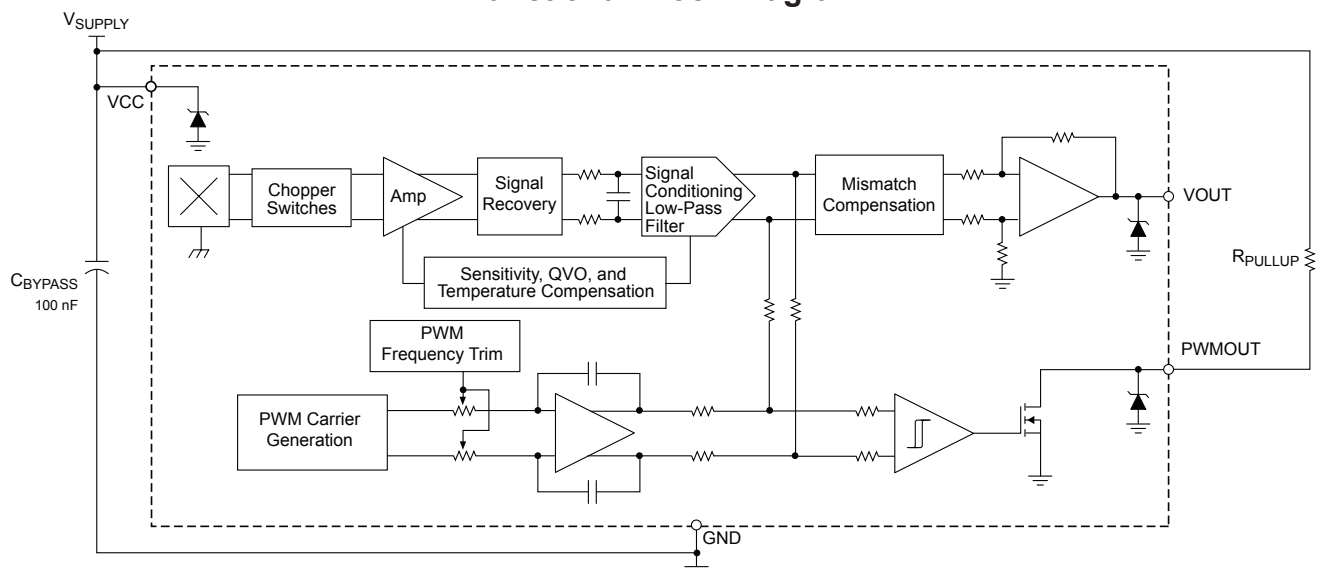 VSUPPLY
VCC
Chopper
Switches
Amp
Signal
Recovery
Signal
Conditioning
Low-Pass
Filter
Mismatch
Compensation
VOUT
RPULLUP
CBYPASS
100 nF
Sensitivity, QVO, and
Temperature Compensation
PWM
Frequency Trim
PWMOUT
PWM Carrier
Generation
GND